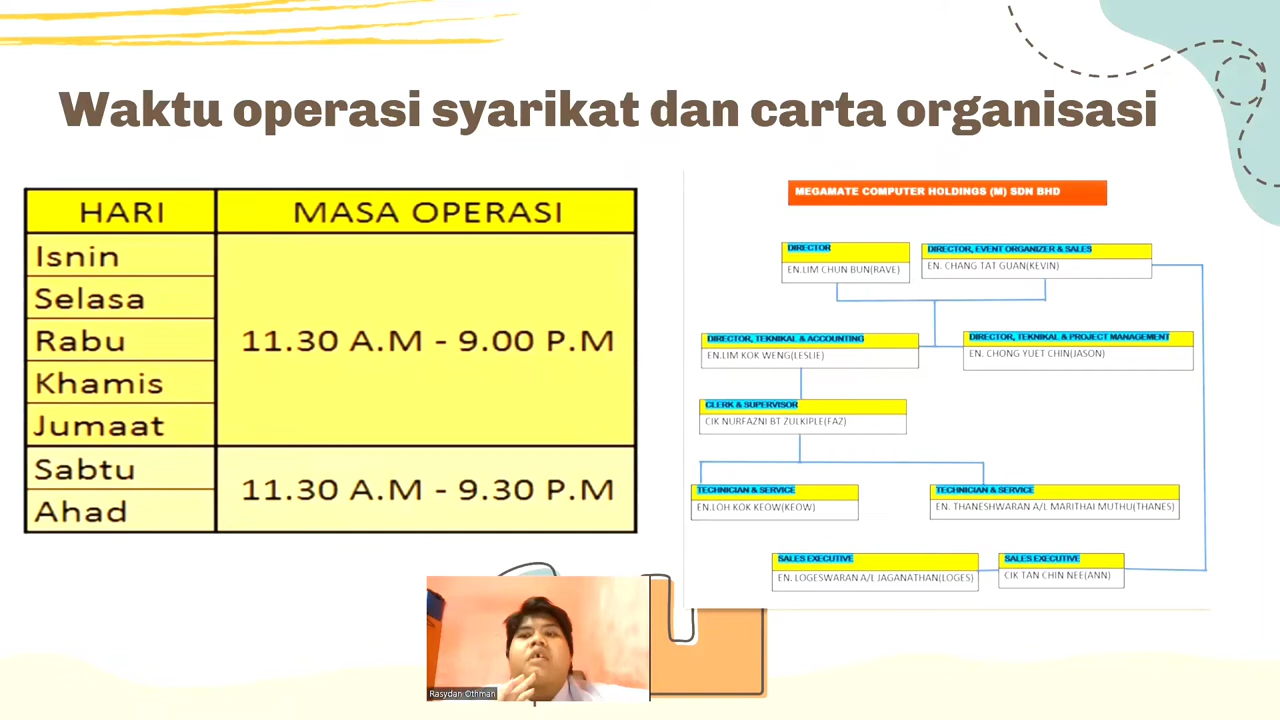 Waktu operasi syarikat dan carta organisasi
HARI
MASA OPERASI
Isnin
Selasa
Rabu
Khamis
Jumaat
11.30 A.M - 9.00 P.M
Sabtu
Ahad
11.30 A.M - 9.30 P.M
MEGAMATE COMPUTER HOLDINGS (M) SDN BHD
DIRECTOR
EN.LIM CHUN BUN(RAVE)
DIRECTOR, EVENT ORGANIZER & SALES
EN. CHANG TAT GUAN(KEVIN)
DIRECTOR, TEKNIKAL & ACCOUNTING
EN.LIM KOK WENG(LESLIE)
DIRECTOR, TEKNIKAL & PROJECT MANAGEMENT
EN. CHONG YUET CHIN(JASON)
CLERK & SUPERVISOR
CIK NURFAZNI BT ZULKIPLE(FAZ)
TECHNICIAN & SERVICE
EN.LOH KOK KEOW(KEOW)
TECHNICIAN & SERVICE
EN. THANESHWARAN A/L MARITHAI MUTHU(THANES)
SALES EXECUTIVE
EN. LOGESWARAN A/L JAGANATHAN(LOGES)
SALES EXECUTIVE
CIK TAN CHIN NEE(ANN)
Rasydan Othman